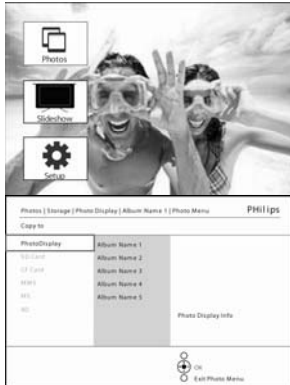 Photos
Slideshow
Setup
Photos | Storage | Photo Display | Album Name 1 | Photo Menu PHilips
Copy to
PhotoDisplay Album Name 1
SD Card Album Name 2
CF Card Album Name 3
MMS Album Name 4
MS Album Name 5
Photo Display Info
OK
Exit Photo Menu